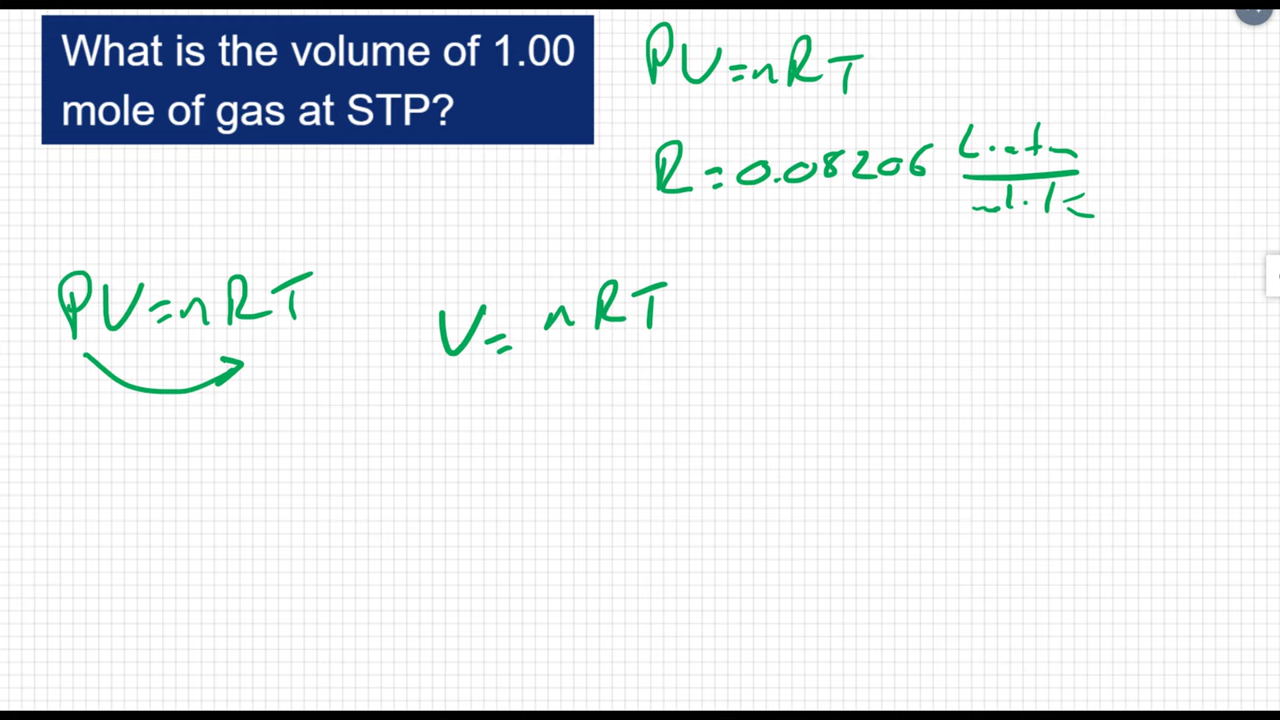 What is the volume of 1.00
mole of gas at STP?
PV=nRT
R=0.08206 L.atm
mol.K
PV=nRT
V= nRT